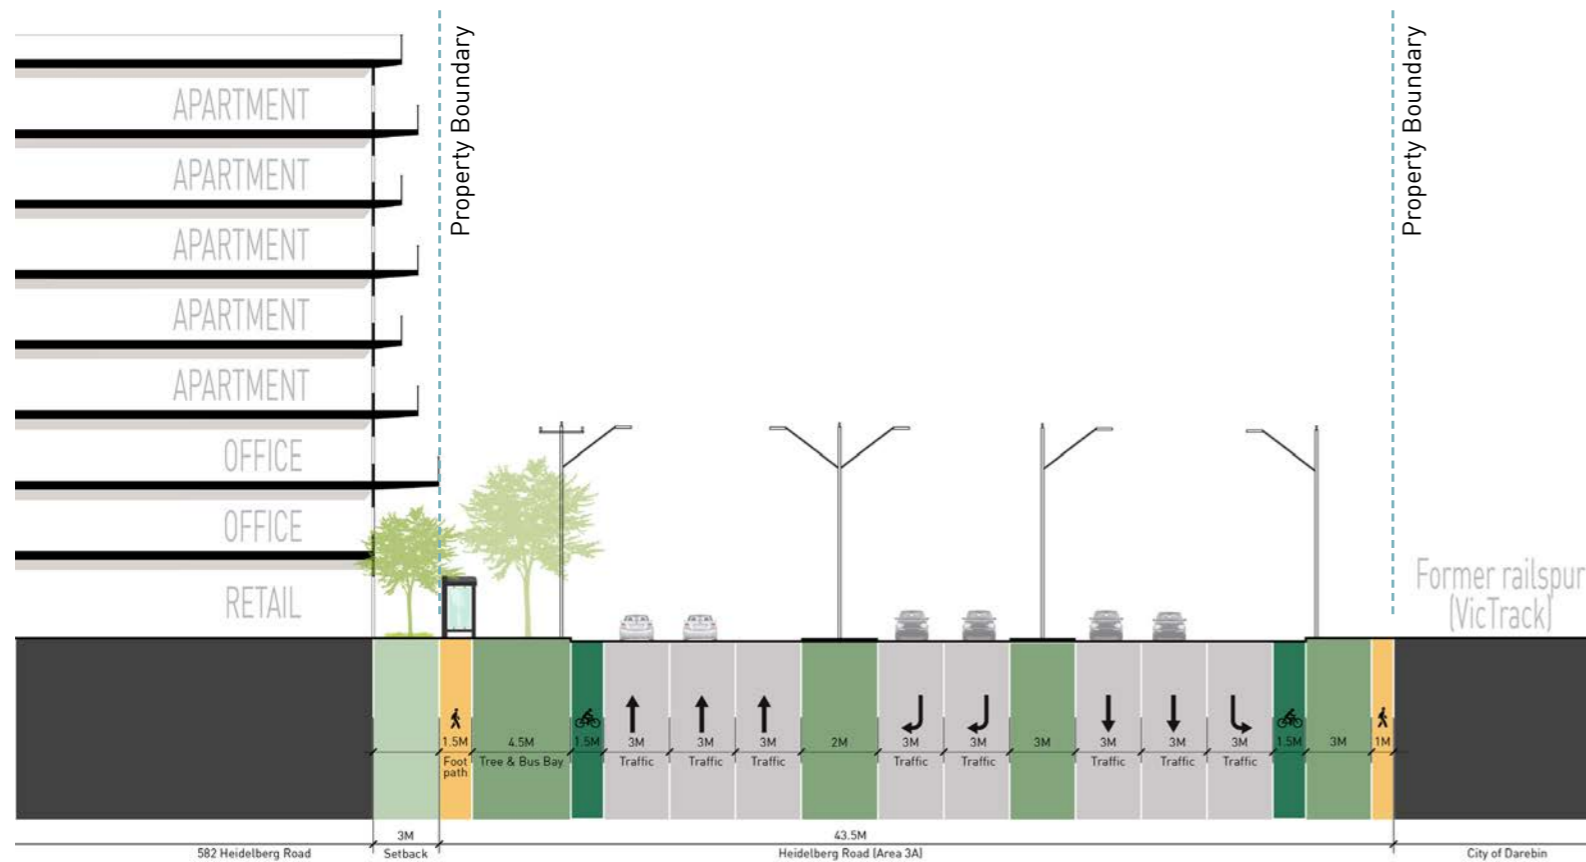 Property Boundary
Property Boundary
APARTMENT
APARTMENT
APARTMENT
APARTMENT
APARTMENT
OFFICE
OFFICE
RETAIL
Former railspur
(VicTrack)
1.5M
4.5M
1.5M
3M
3M
3M
2M
3M
3M
3M
3M
3M
3M
1.5M
3M
1M
Foot
path
Tree & Bus Bay
Traffic
Traffic
Traffic
Traffic
Traffic
Traffic
Traffic
Traffic
3M
43.5M
582 Heidelberg Road
Setback
Heidelberg Road (Area 3A)
City of Darebin